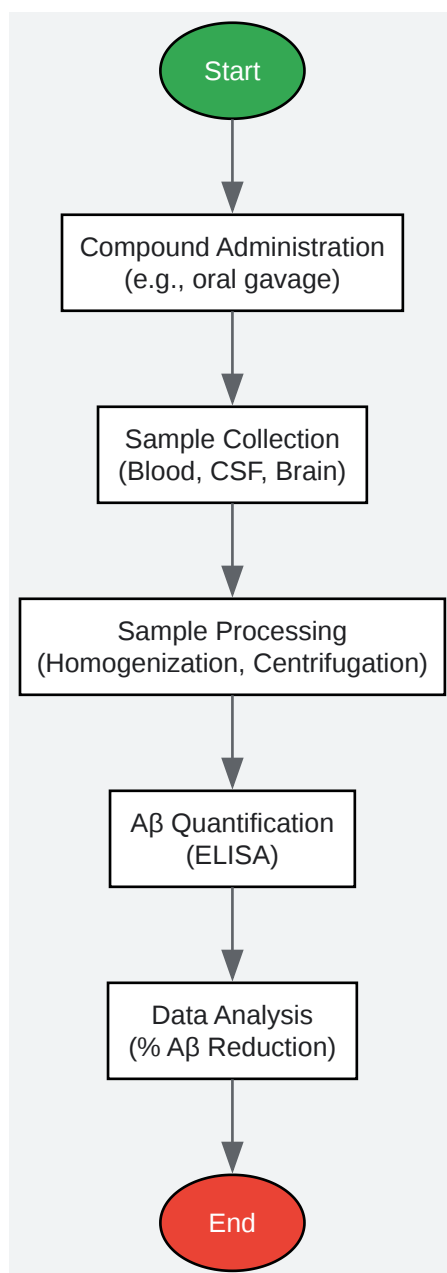 Start
Compound Administration
(e.g., oral gavage)
Sample Collection
(Blood, CSF, Brain)
Sample Processing
(Homogenization, Centrifugation)
Aβ Quantification
(ELISA)
Data Analysis
(% Aβ Reduction)
End